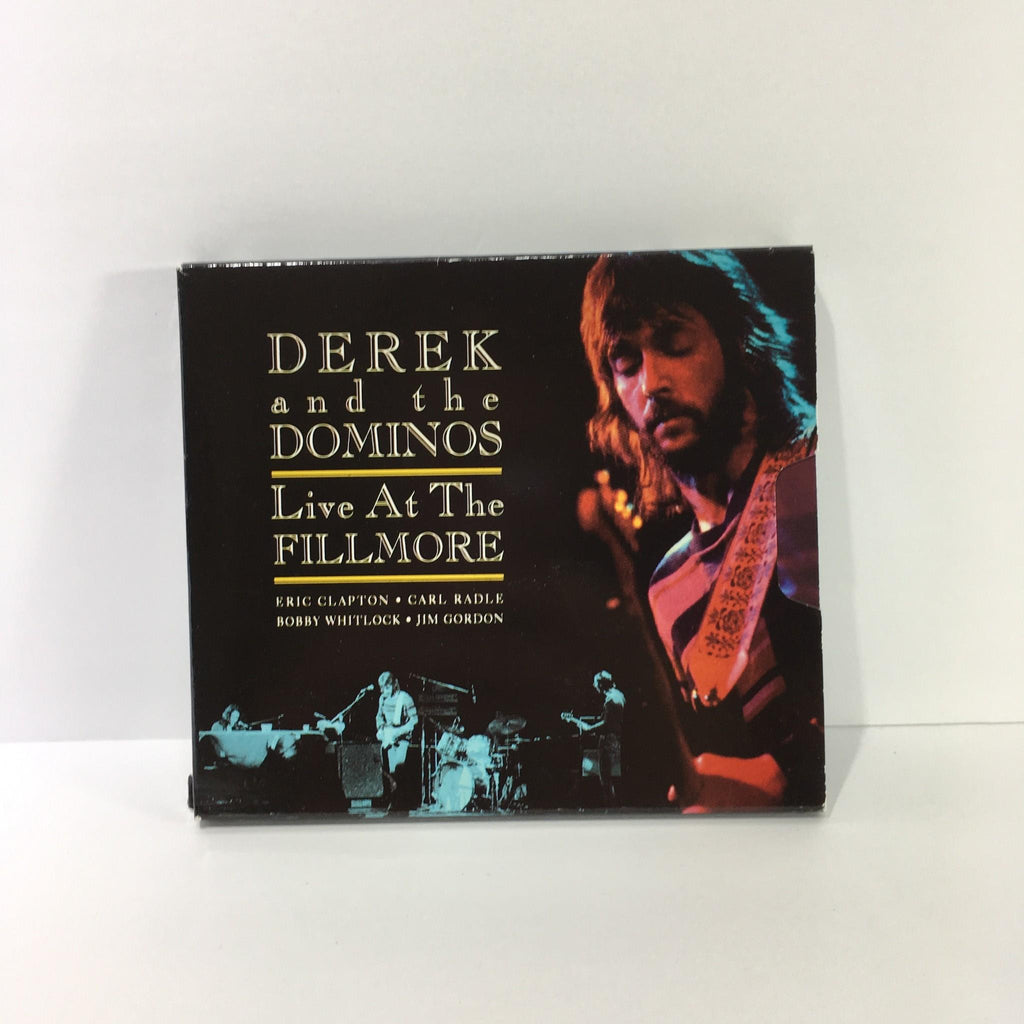 DEREK
and the
DOMINOS
Live At The
FILLMORE
ERIC CLAPTON • CARL RADLE
BOBBY WHITLOCK • JIM GORDON